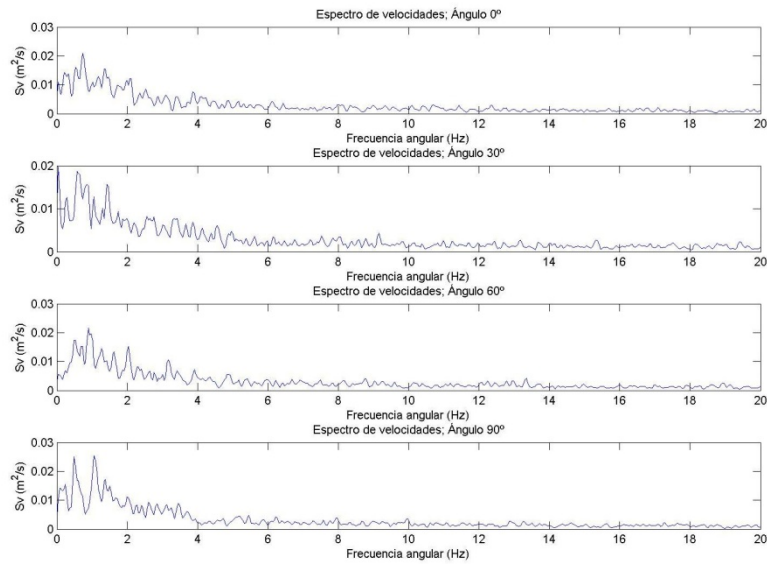 Espectro de velocidades; Ángulo 0º
0.03
0.02
0.01
0
Sv (m²/s)
0 2 4 6 8 10 12 14 16 18 20
Frecuencia angular (Hz)
Espectro de velocidades; Ángulo 30º
0.02
0.01
0
Sv (m²/s)
0 2 4 6 8 10 12 14 16 18 20
Frecuencia angular (Hz)
Espectro de velocidades; Ángulo 60º
0.03
0.02
0.01
0
Sv (m²/s)
0 2 4 6 8 10 12 14 16 18 20
Frecuencia angular (Hz)
Espectro de velocidades; Ángulo 90º
0.03
0.02
0.01
0
Sv (m²/s)
0 2 4 6 8 10 12 14 16 18 20
Frecuencia angular (Hz)